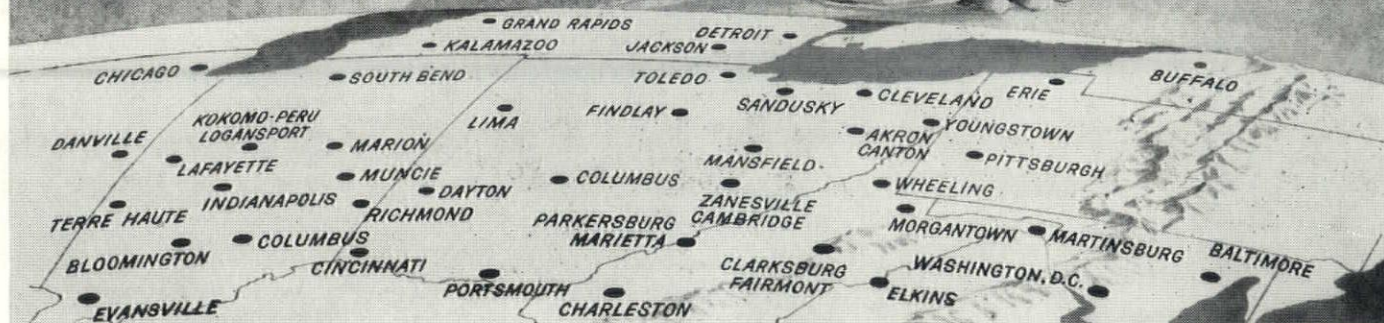 GRAND RAPIDS
DETROIT
KALAMAZOO
JACKSON
CHICAGO
SOUTH BEND
TOLEDO
BUFFALO
SANDUSKY
CLEVELAND
ERIE
KOKOMO-PERU
LOGANSPORT
LIMA
FINDLAY
DANVILLE
LAFAYETTE
MARION
MANSFIELD
AKRON
CANTON
YOUNGSTOWN
PITTSBURGH
MUCIE
INDIANAPOLIS
DAYTON
COLUMBUS
WHEELING
TERRE HAUTE
RICHMOND
ZANESVILLE
CAMBRIDGE
PARKERSBURG
MARIETTA
MORGANTOWN
MARTINSBURG
BALTIMORE
BLOOMINGTON
COLUMBUS
CINCINNATI
CLARKSBURG
FAIRMONT
WASHINGTON, D.C.
EVANSVILLE
PORTSMOUTH
CHARLESTON
ELKINS